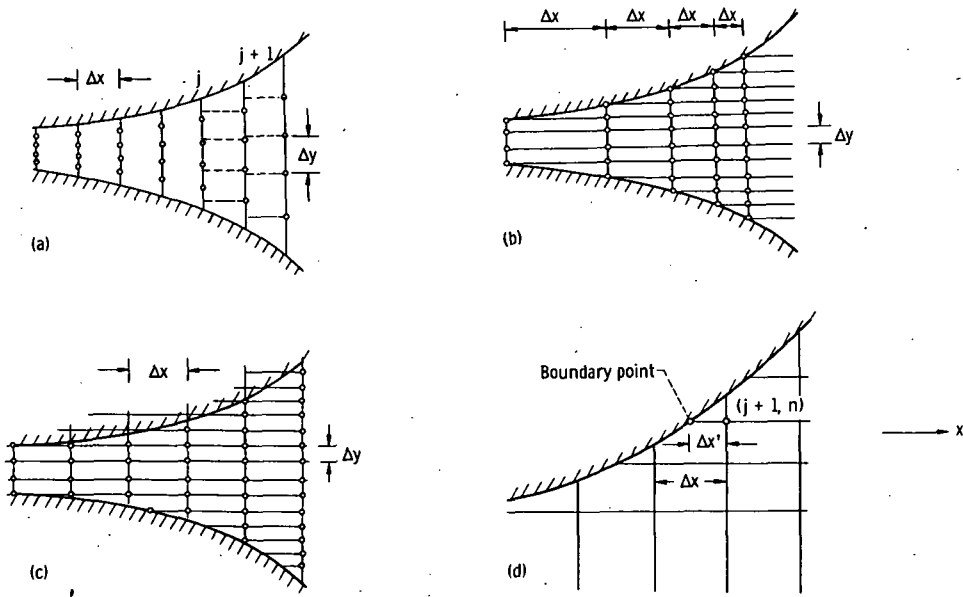 Δx
j
j + 1
Δy
(a)
Δx Δx Δx Δx
Δy
(b)
Δx
Δy
(c)
Boundary point
(j + 1, n)
Δx'
Δx
x
(d)